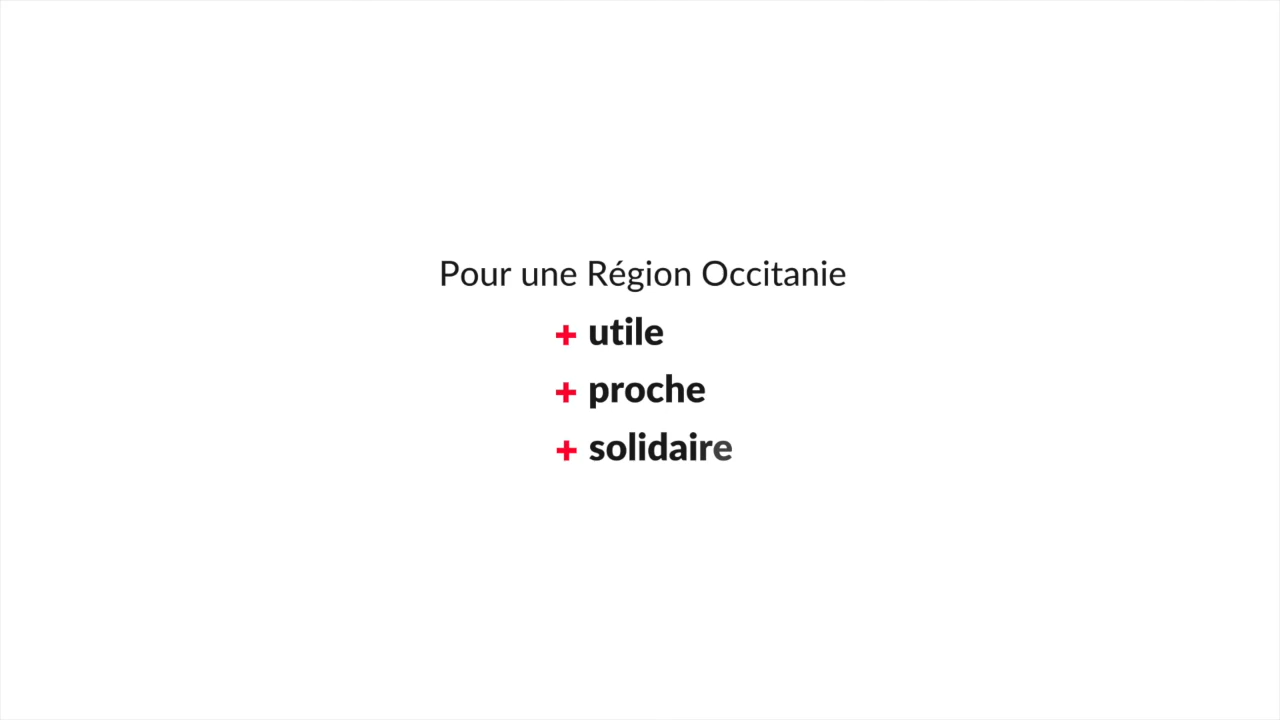 Pour une Région Occitanie
+ utile
+ proche
+ solidaire